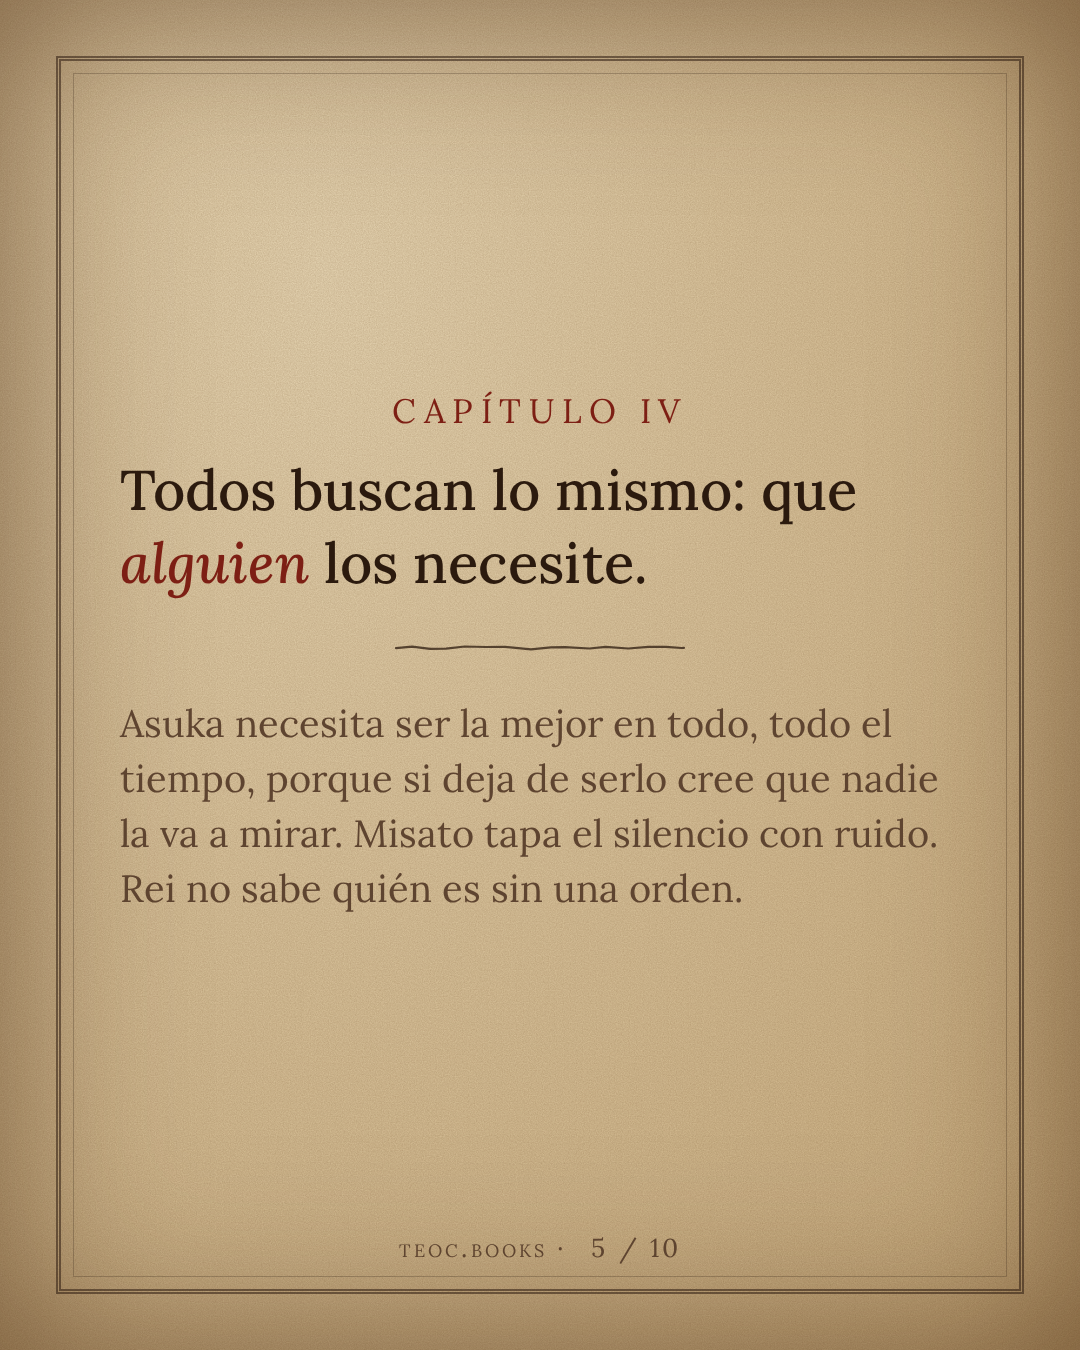 CAPÍTULO IV
Todos buscan lo mismo: que
alguien los necesite.
Asuka necesita ser la mejor en todo, todo el
tiempo, porque si deja de serlo cree que nadie
la va a mirar. Misato tapa el silencio con ruido.
Rei no sabe quién es sin una orden.
TEOC.BOOKS · 5 / 10